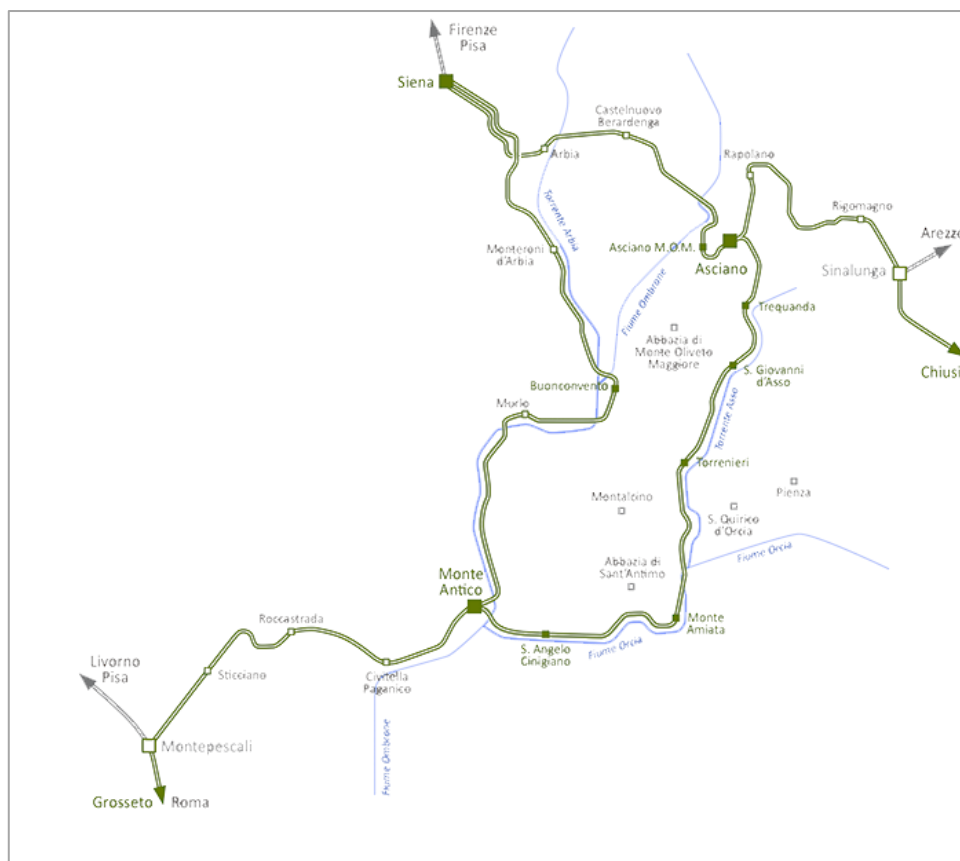 Firenze
Pisa
Siena
Castelnuovo
Berardenga
Arbia
Rapolano
Torrente Arbia
Rigomagno
Arezzo
Monteroni
d'Arbia
Asciano M.O.M.
Asciano
Sinalunga
Fiume Ombrone
Trequanda
Abbazia di
Monte Oliveto
Maggiore
S. Giovanni
d'Asso
Chiusi
Buonconvento
Murlo
Torrente Asso
Torrenieri
Montalcino
Pienza
S. Quirico
d'Orcia
Fiume Orcia
Abbazia di
Sant'Antimo
Monte
Antico
Roccastrada
Monte
Amiata
S. Angelo
Cinigiano
Fiume Orcia
Livorno
Pisa
Sticciano
Civitella
Paganico
Fiume Ombrone
Montepescali
Grosseto
Roma